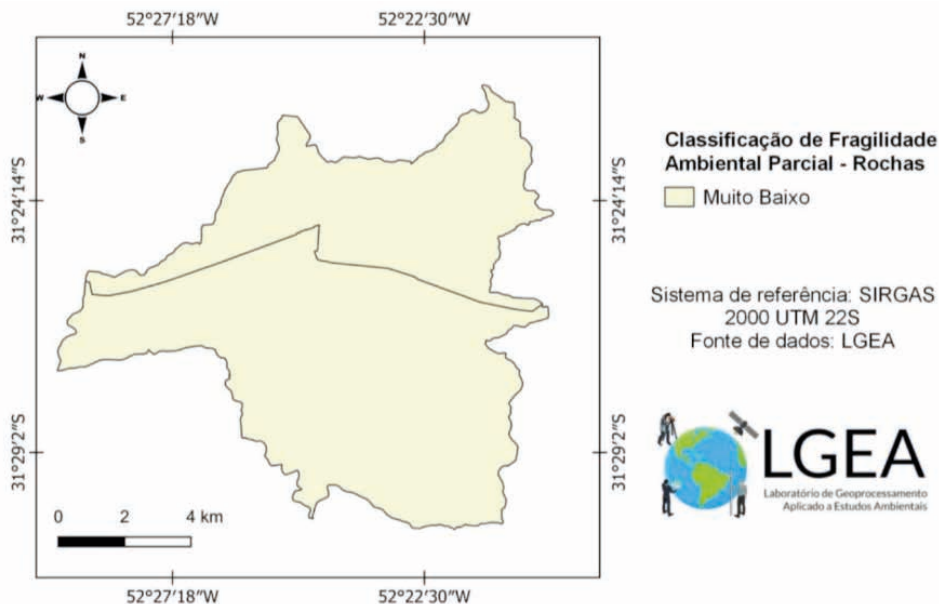 52°27'18"W
52°22'30"W
N
W
E
S
31°24'14"S
31°24'14"S
31°29'2"S
31°29'2"S
0 2 4 km
52°27'18"W
52°22'30"W
Classificação de Fragilidade
Ambiental Parcial - Rochas
Muito Baixo
Sistema de referência: SIRGAS
2000 UTM 22S
Fonte de dados: LGEA
LGEA
Laboratório de Geoprocessamento
Aplicado a Estudos Ambientais